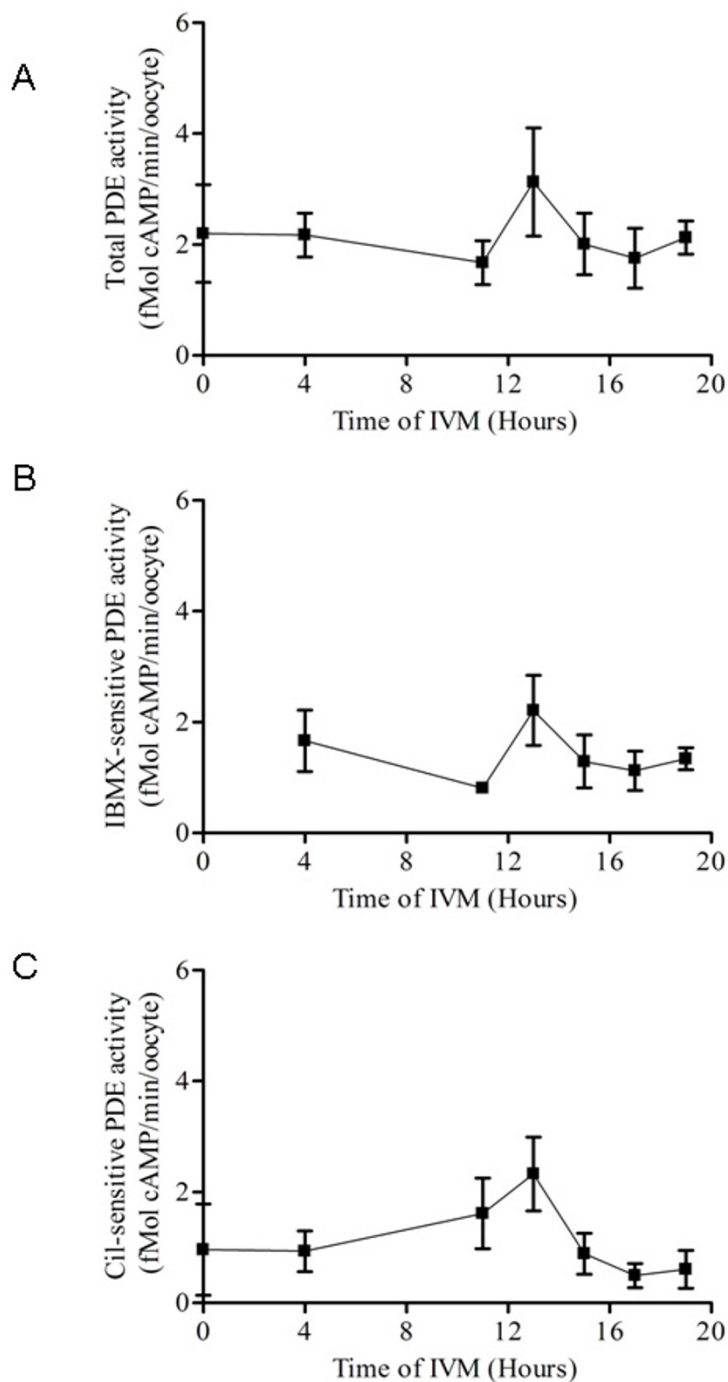 A
Total PDE activity
(fMol cAMP/min/oocyte)
6
4
2
0
0 4 8 12 16 20
Time of IVM (Hours)
B
IBMX-sensitive PDE activity
(fMol cAMP/min/oocyte)
6
4
2
0
0 4 8 12 16 20
Time of IVM (Hours)
C
Cil-sensitive PDE activity
(fMol cAMP/min/oocyte)
6
4
2
0
0 4 8 12 16 20
Time of IVM (Hours)